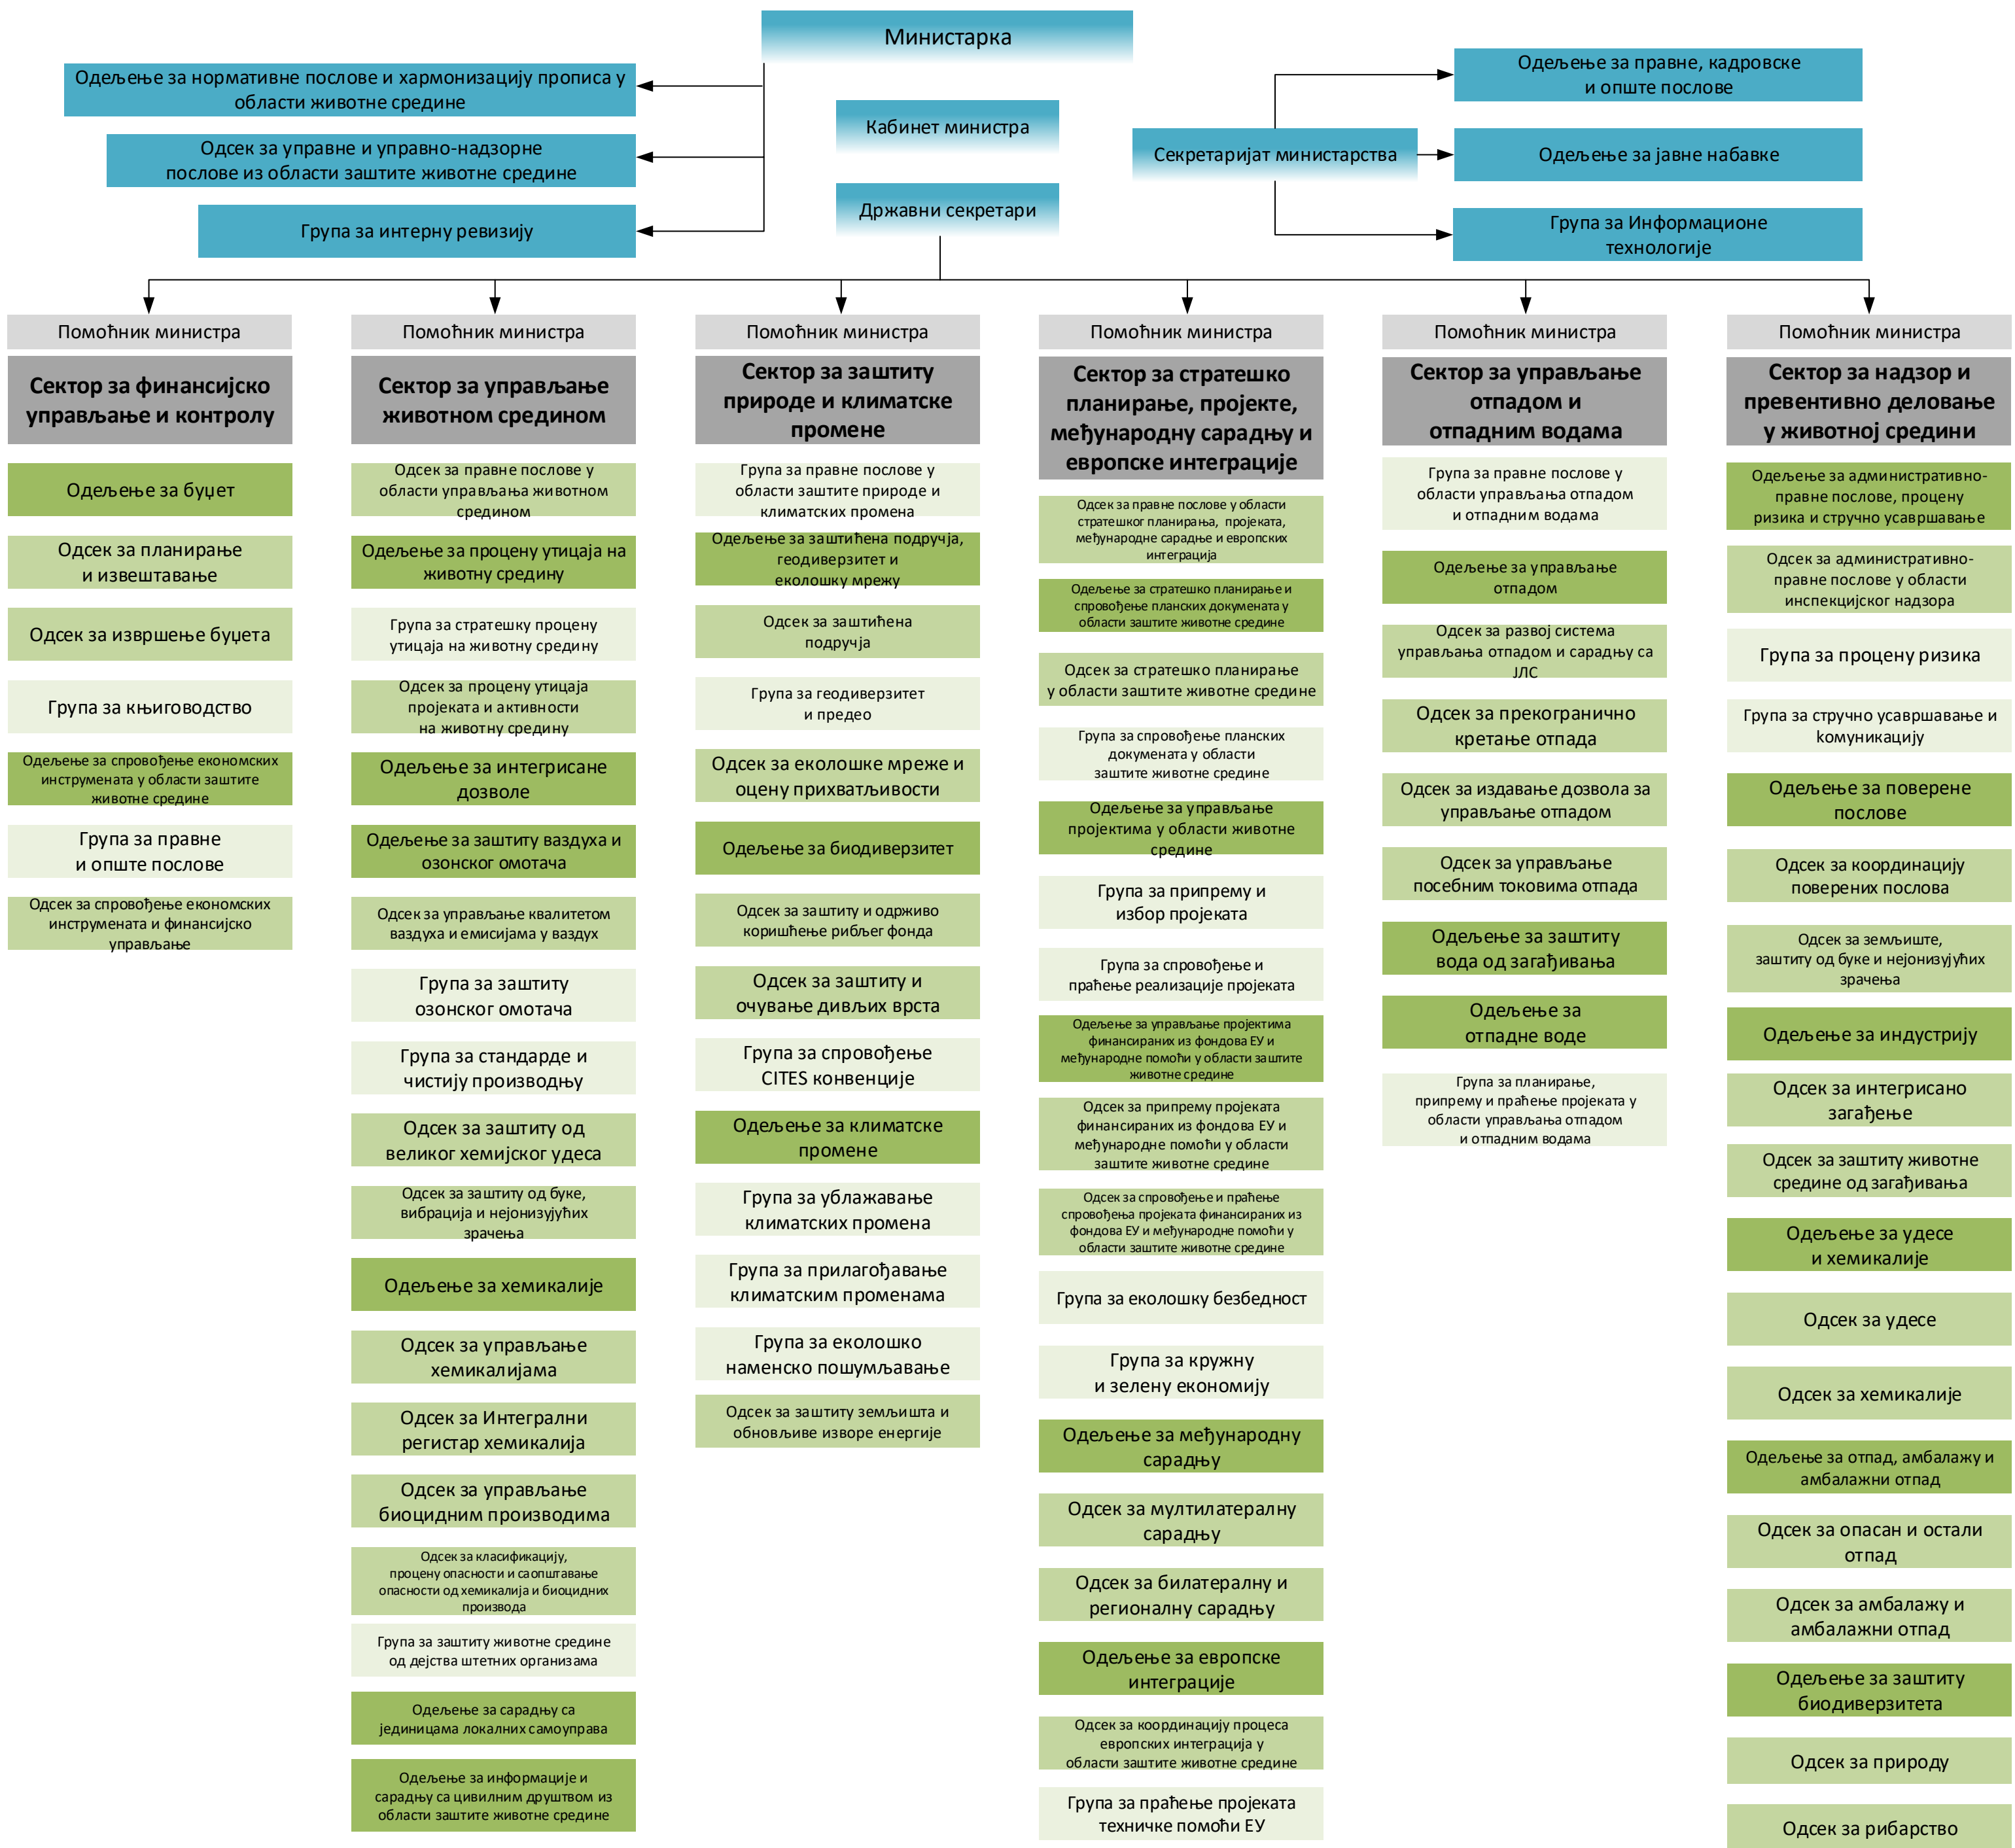 Министарка
Одељење за нормативне послове и хармонизацију прописа у
области животне средине
Одсек за управне и управно-надзорне
послове из области заштите животне средине
Група за интерну ревизију
Кабинет министра
Државни секретари
Секретаријат министарства
Одељење за правне, кадровске
и опште послове
Одељење за јавне набавке
Група за Информационе
технологије
Помоћник министра
Сектор за финансијско
управљање и контролу
Одељење за буџет
Одсек за планирање
и извештавање
Одсек за извршење буџета
Група за књиговодство
Одељење за спровођење економских
инструмената у области заштите
животне средине
Група за правне
и опште послове
Одсек за спровођење економских
инструмената и финансијско
управљање
Помоћник министра
Сектор за управљање
животном средином
Одсек за правне послове у
области управљања животном
средином
Одељење за процену утицаја на
животну средину
Група за стратешку процену
утицаја на животну средину
Одсек за процену утицаја
пројеката и активности
на животну средину
Одељење за интегрисане
дозволе
Одељење за заштиту ваздуха и
озонског омотача
Одсек за управљање квалитетом
ваздуха и емисијама у ваздух
Група за заштиту
озонског омотача
Група за стандарде и
чистију производњу
Одсек за заштиту од
великог хемијског удеса
Одсек за заштиту од буке,
вибрација и нејонизујућих
зрачења
Одељење за хемикалије
Одсек за управљање
хемикалијама
Одсек за Интегрални
регистар хемикалија
Одсек за управљање
биоцидним производима
Одсек за класификацију,
процену опасности и саопштавање
опасности од хемикалија и биоцидних
производа
Група за заштиту животне средине
од дејства штетних организама
Одељење за сарадњу са
јединицама локалних самоуправа
Одељење за информације и
сарадњу са цивилним друштвом из
области заштите животне средине
Помоћник министра
Сектор за заштиту
природе и климатске
промене
Група за правне послове у
области заштите природе и
климатских промена
Одељење за заштићена подручја,
геодиверзитет и
еколошку мрежу
Одсек за заштићена
подручја
Група за геодиверзитет
и предео
Одсек за еколошке мреже и
оцену прихватљивости
Одељење за биодиверзитет
Одсек за заштиту и одрживо
коришћење рибљег фонда
Одсек за заштиту и
очување дивљих врста
Група за спровођење
CITES конвенције
Одељење за климатске
промене
Група за ублажавање
климатских промена
Група за прилагођавање
климатским променама
Група за еколошко
наменско пошумљавање
Одсек за заштиту земљишта и
обновљиве изворе енергије
Помоћник министра
Сектор за стратешко
планирање, пројекте,
међународну сарадњу и
европске интеграције
Одсек за правне послове у области
стратешког планирања, пројеката,
међународне сарадње и европских
интеграција
Одељење за стратешко планирање и
спровођење планских докумената у
области заштите животне средине
Одсек за стратешко планирање
у области заштите животне средине
Група за спровођење планских
докумената у области
заштите животне средине
Одељење за управљање
пројектима у области животне
средине
Група за припрему и
избор пројеката
Група за спровођење и
праћење реализације пројеката
Одељење за управљање пројектима
финансираних из фондова ЕУ и
међународне помоћи у области заштите
животне средине
Одсек за припрему пројеката
финансираних из фондова ЕУ и
међународне помоћи у области
заштите животне средине
Одсек за спровођење и праћење
спровођења пројеката финансираних из
фондова ЕУ и међународне помоћи у
области заштите животне средине
Група за еколошку безбедност
Група за кружну
и зелену економију
Одељење за међународну
сарадњу
Одсек за мултилатералну
сарадњу
Одсек за билатералну и
регионалну сарадњу
Одељење за европске
интеграције
Одсек за координацију процеса
европских интеграција у
области заштите животне средине
Група за праћење пројеката
техничке помоћи ЕУ
Помоћник министра
Сектор за управљање
отпадом и
отпадним водама
Група за правне послове у
области управљања отпадом
и отпадним водама
Одељење за управљање
отпадом
Одсек за развој система
управљања отпадом и сарадњу са
ЈЛС
Одсек за прекогранично
кретање отпада
Одсек за издавање дозвола за
управљање отпадом
Одсек за управљање
посебним токовима отпада
Одељење за заштиту
вода од загађивања
Одељење за
отпадне воде
Група за планирање,
припрему и праћење пројеката у
области управљања отпадом
и отпадним водама
Помоћник министра
Сектор за надзор и
превентивно деловање
у животној средини
Одељење за административно-
правне послове, процену
ризика и стручно усавршавање
Одсек за административно-
правне послове у области
инспекцијског надзора
Група за процену ризика
Група за стручно усавршавање и
комуникацију
Одељење за поверене
послове
Одсек за координацију
поверених послова
Одсек за земљиште,
заштиту од буке и нејонизујућих
зрачења
Одељење за индустрију
Одсек за интегрисано
загађење
Одсек за заштиту животне
средине од загађивања
Одељење за удесе
и хемикалије
Одсек за удесе
Одсек за хемикалије
Одељење за отпад, амбалажу и
амбалажни отпад
Одсек за опасан и остали
отпад
Одсек за амбалажу и
амбалажни отпад
Одељење за заштиту
биодиверзитета
Одсек за природу
Одсек за рибарство